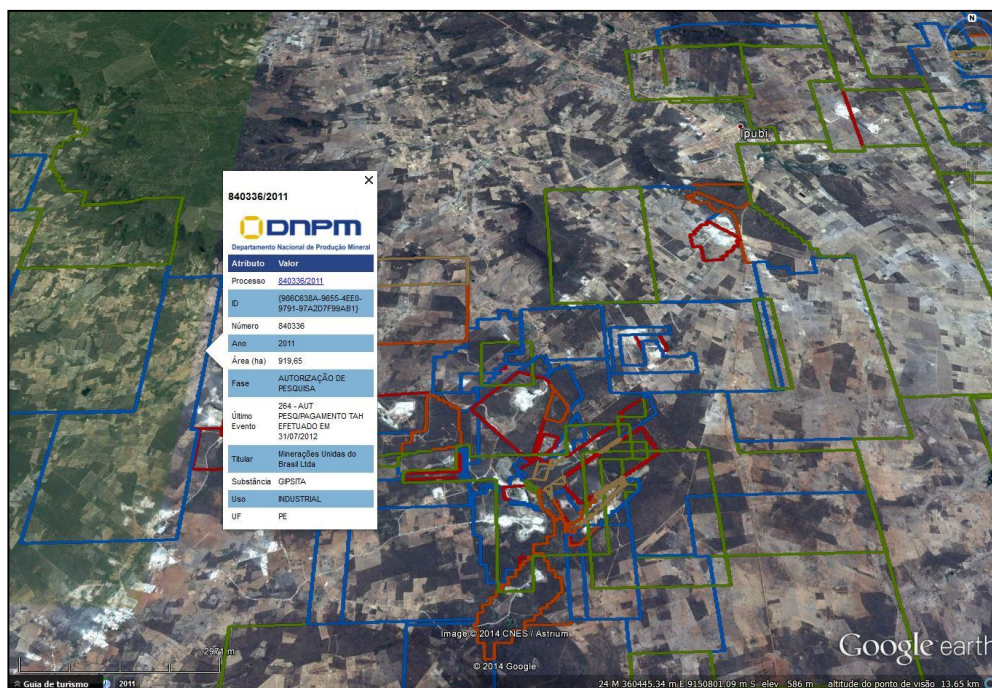 Ipubi
840336/2011
DNPM
Departamento Nacional de Produção Mineral
Atributo Valor
Processo 840336/2011
ID {986C638A-9655-4EE0-
9791-97A2D7F99AB1}
Número 840336
Ano 2011
Área (ha) 919,65
Fase AUTORIZAÇÃO DE
PESQUISA
Último Evento 264 - AUT
PESQ/PAGAMENTO TAH
EFETUADO EM
31/07/2012
Titular Minerações Unidas do
Brasil Ltda
Substância GIPSITA
Uso INDUSTRIAL
UF PE
Image © 2014 CNES / Astrium
© 2014 Google
Google earth
2971 m
Guia de turismo 2011
24 M 360445.34 m E 9150801.09 m S elev 586 m altitude do ponto de visão 13.65 km
N